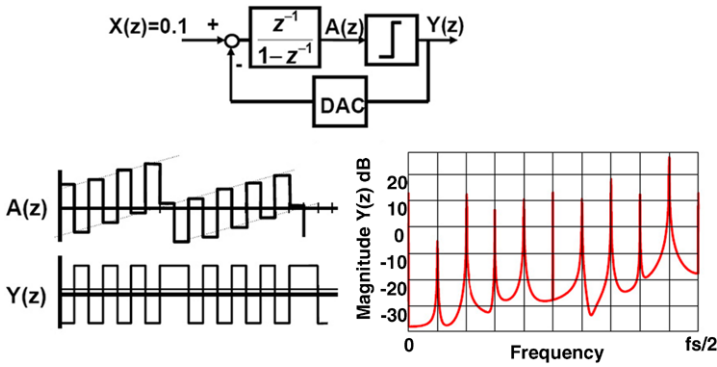 X(z)=0.1 + z⁻¹ A(z) Y(z)
1− z⁻¹
-
DAC
A(z)
Y(z)
Magnitude Y(z) dB
20
10
0
-10
-20
-30
0 fs/2
Frequency